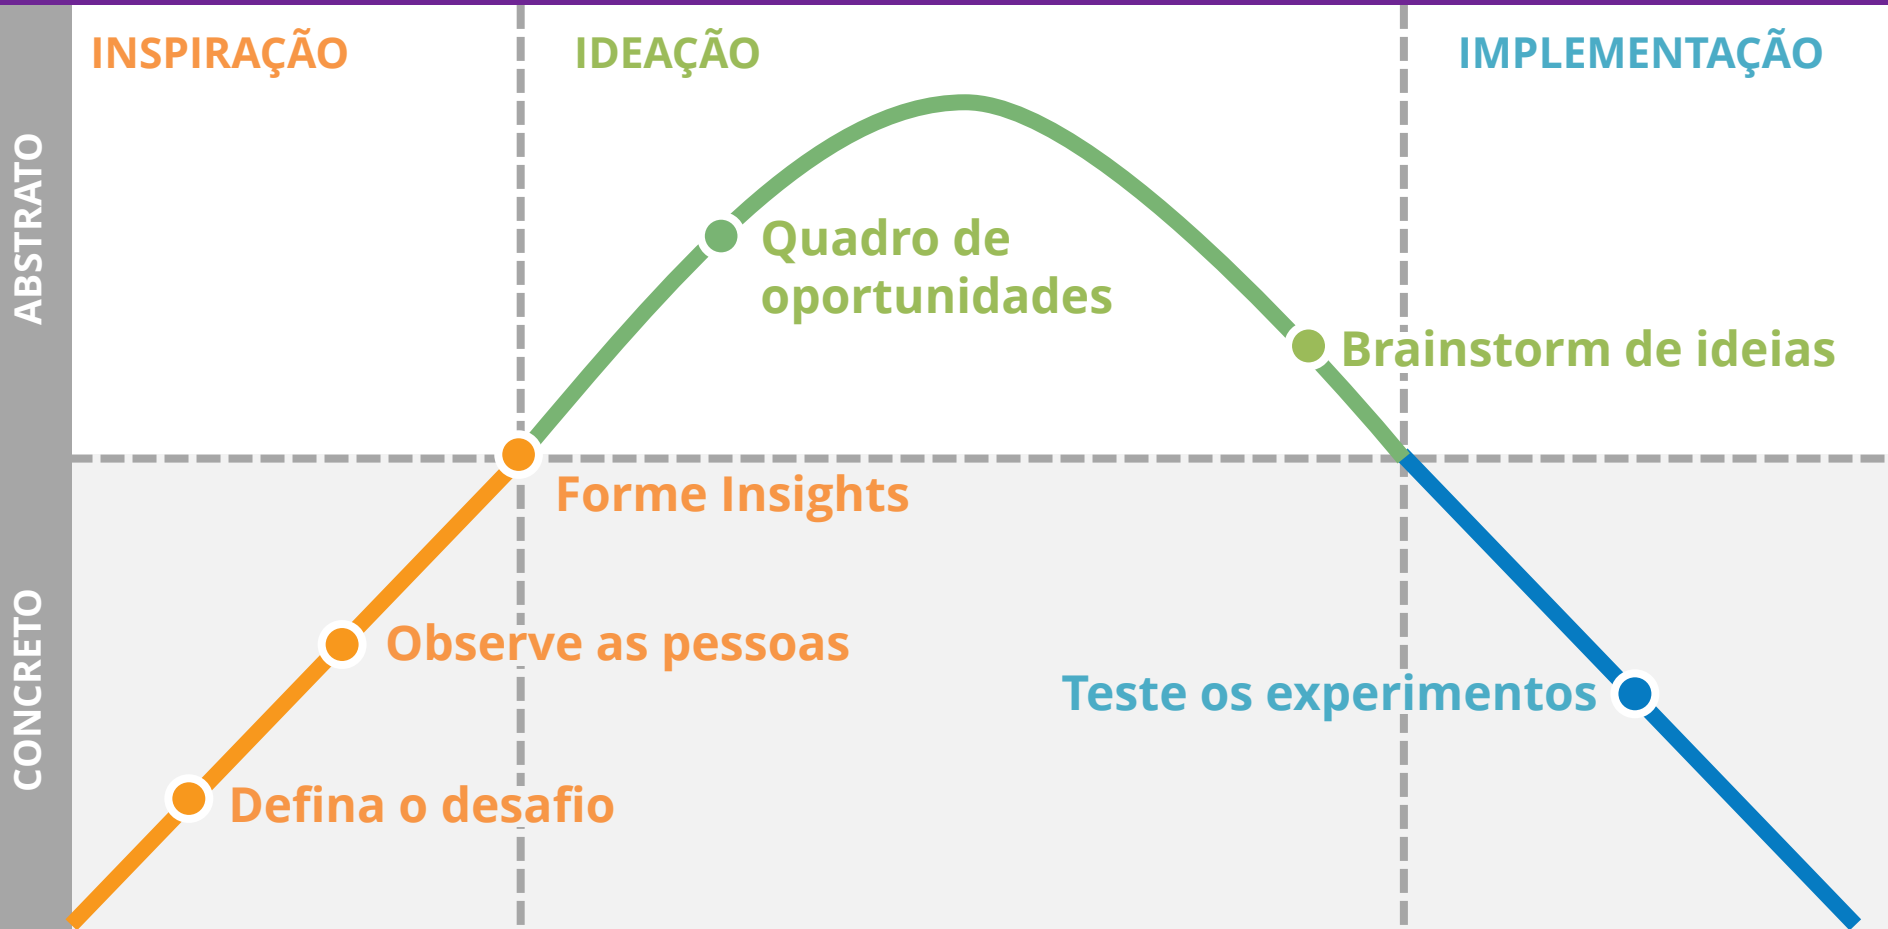 INSPIRAÇÃO
IDEAÇÃO
IMPLEMENTAÇÃO
ABSTRATO
Quadro de
oportunidades
Brainstorm de ideias
Forme Insights
CONCRETO
Observe as pessoas
Teste os experimentos
Defina o desafio